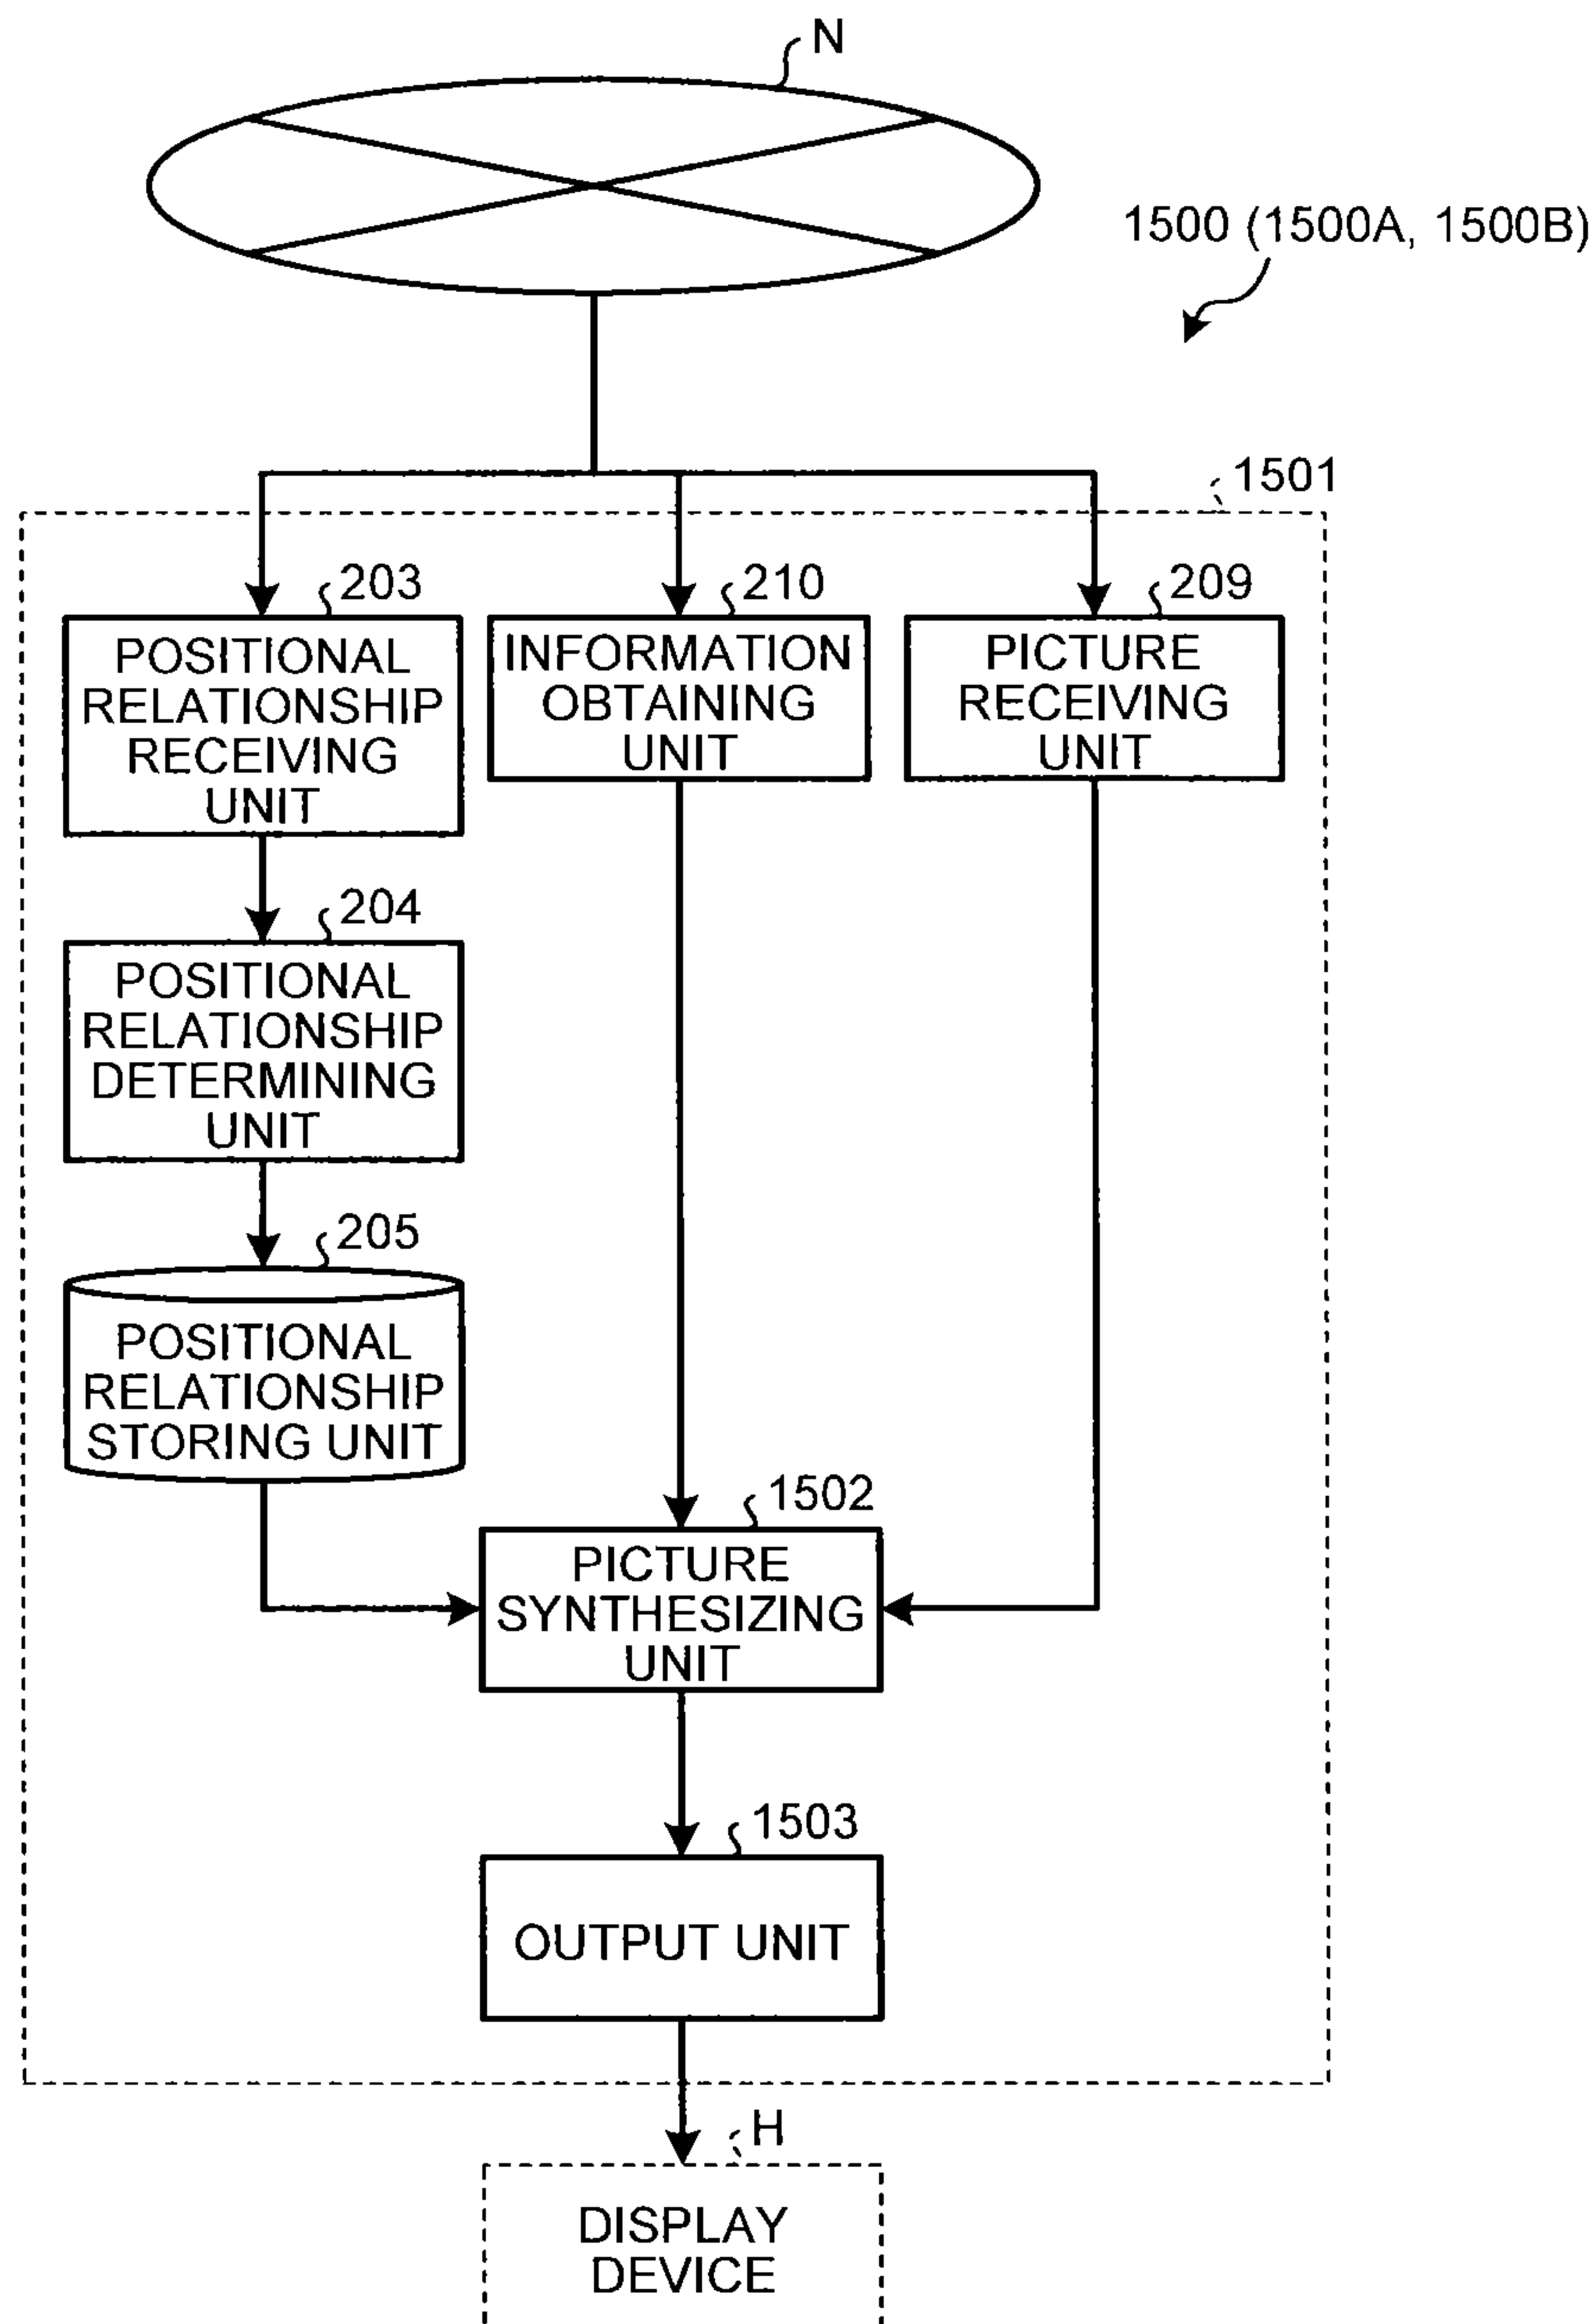 N
1500 (1500A, 1500B)
1501
203
POSITIONAL
RELATIONSHIP
RECEIVING
UNIT
210
INFORMATION
OBTAINING
UNIT
209
PICTURE
RECEIVING
UNIT
204
POSITIONAL
RELATIONSHIP
DETERMINING
UNIT
205
POSITIONAL
RELATIONSHIP
STORING UNIT
1502
PICTURE
SYNTHESIZING
UNIT
1503
OUTPUT UNIT
H
DISPLAY
DEVICE